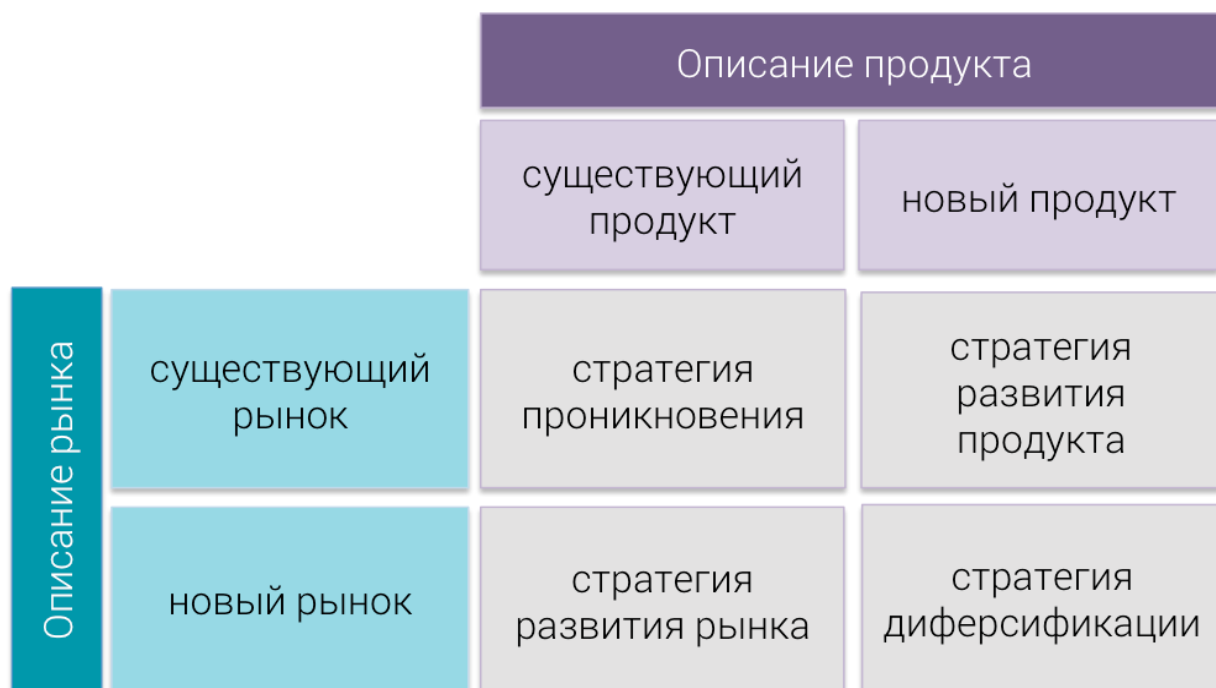 Описание продукта
существующий
продукт
новый продукт
Описание рынка
существующий
рынок
стратегия
проникновения
стратегия
развития
продукта
новый рынок
стратегия
развития рынка
стратегия
диферсификации